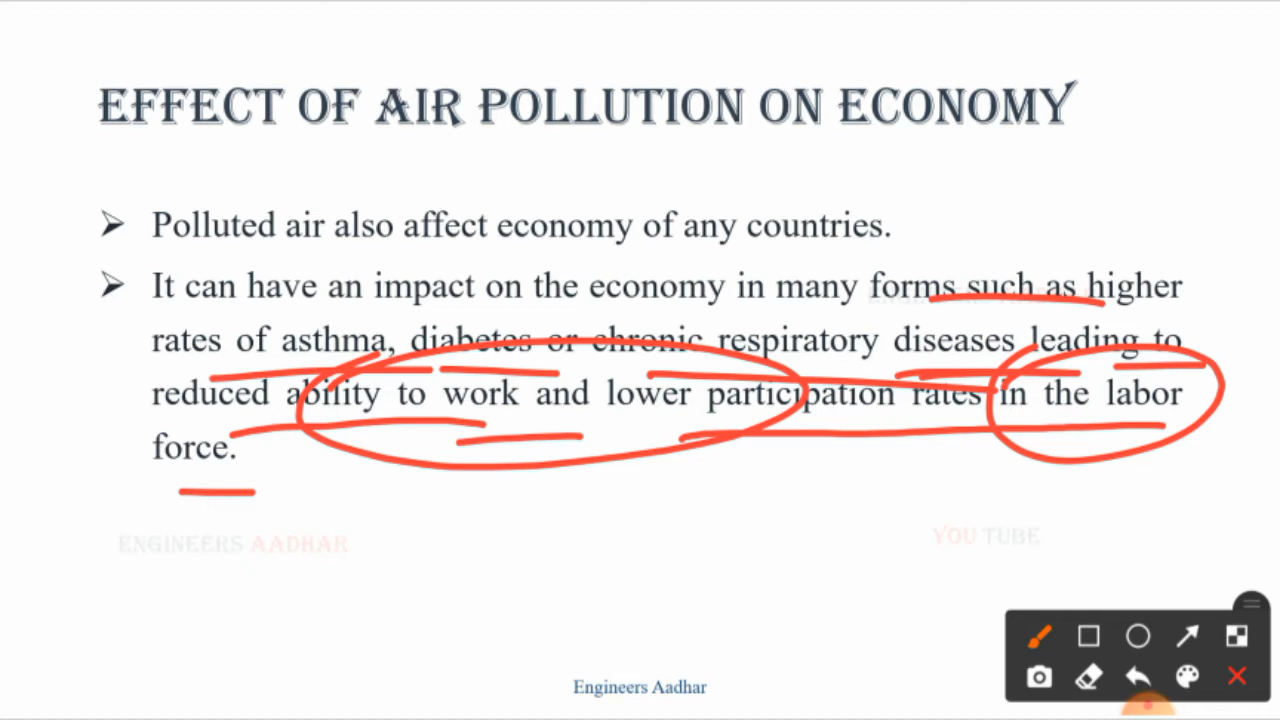 EFFECT OF AIR POLLUTION ON ECONOMY
➢ Polluted air also affect economy of any countries.
➢ It can have an impact on the economy in many forms such as higher
rates of asthma, diabetes or chronic respiratory diseases leading to
reduced ability to work and lower participation rates in the labor
force.
ENGINEERS AADHAR
YOU TUBE
Engineers Aadhar